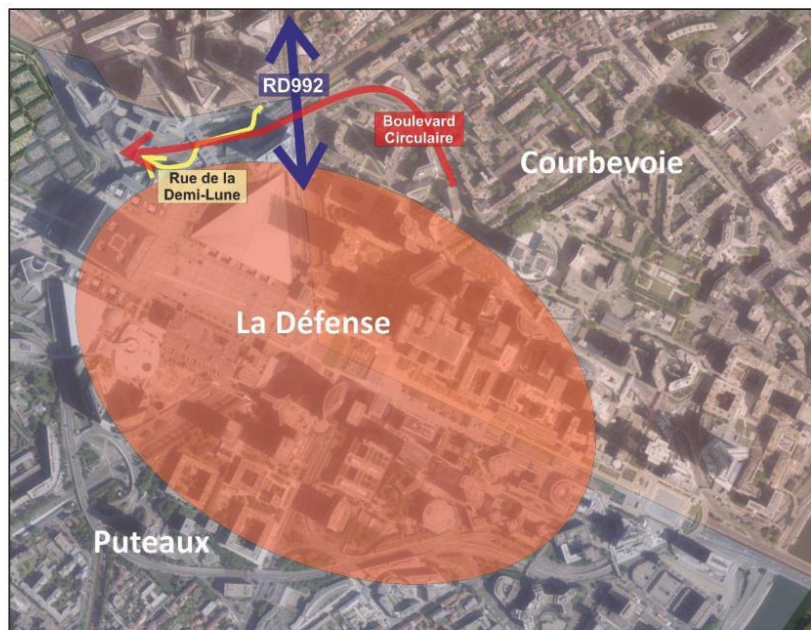 RD992
Boulevard
Circulaire
Courbevoie
Rue de la
Demi-Lune
La Défense
Puteaux